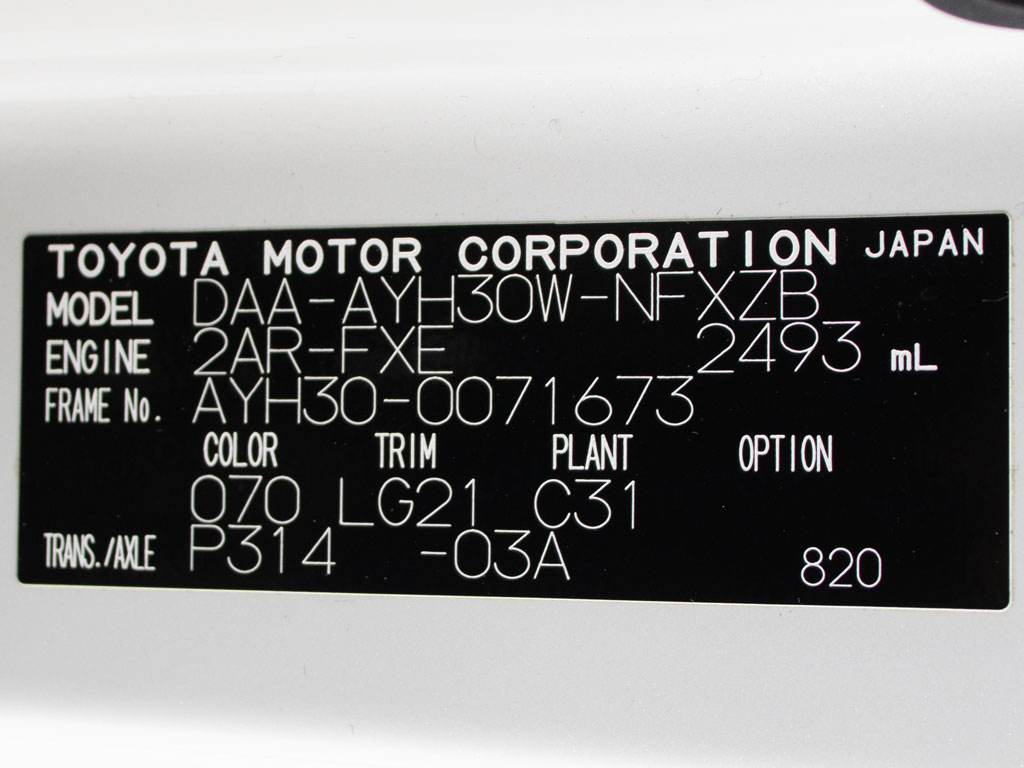 TOYOTA MOTOR CORPORATION JAPAN
MODEL DAA-AYH30W-NFXZB
ENGINE 2AR-FXE 2493 mL
FRAME No. AYH30-0071673
COLOR TRIM PLANT OPTION
070 LG21 C31
TRANS./AXLE P314 -03A 820